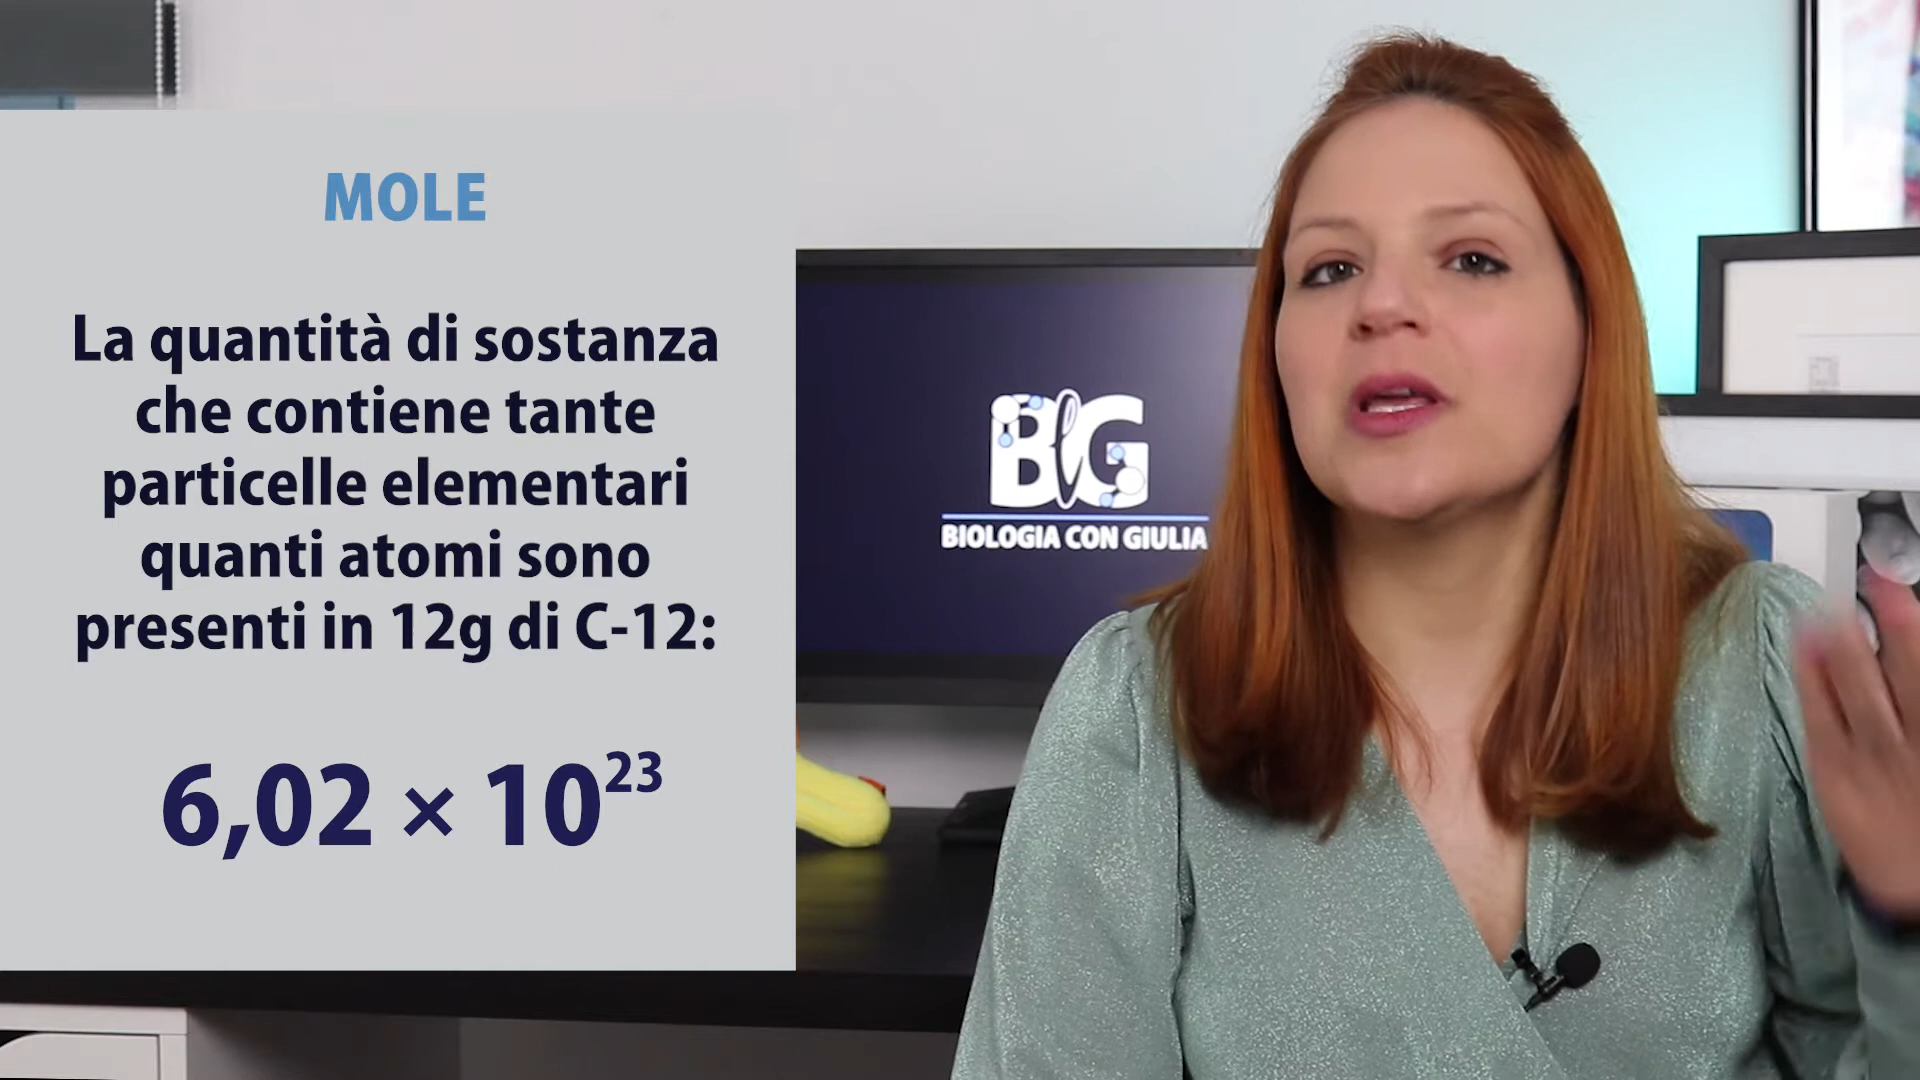 MOLE
La quantità di sostanza
che contiene tante
particelle elementari
quanti atomi sono
presenti in 12g di C-12:
6,02 × 10²³
BlG
BIOLOGIA CON GIULIA